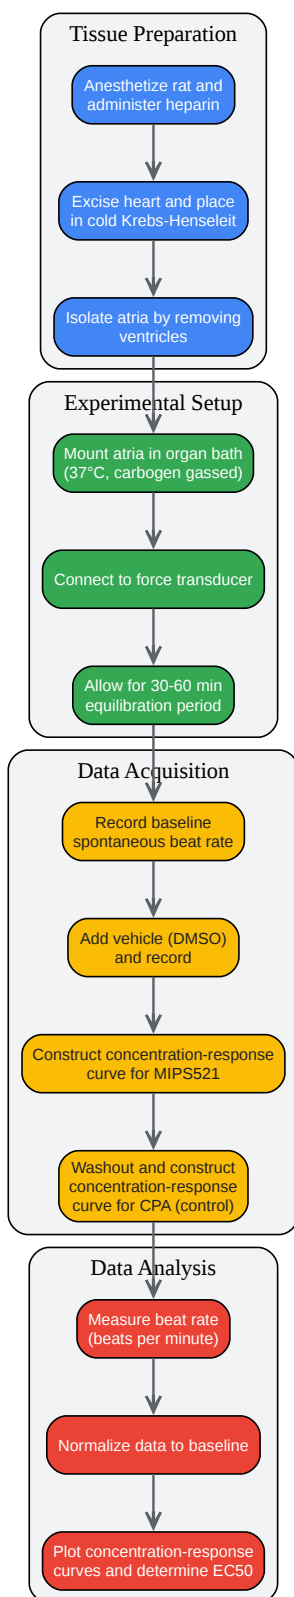 Tissue Preparation
Anesthetize rat and
administer heparin
Excise heart and place
in cold Krebs-Henseleit
Isolate atria by removing
ventricles
Experimental Setup
Mount atria in organ bath
(37°C, carbogen gassed)
Connect to force transducer
Allow for 30-60 min
equilibration period
Data Acquisition
Record baseline
spontaneous beat rate
Add vehicle (DMSO)
and record
Construct concentration-response
curve for MIPS521
Washout and construct
concentration-response
curve for CPA (control)
Data Analysis
Measure beat rate
(beats per minute)
Normalize data to baseline
Plot concentration-response
curves and determine EC50